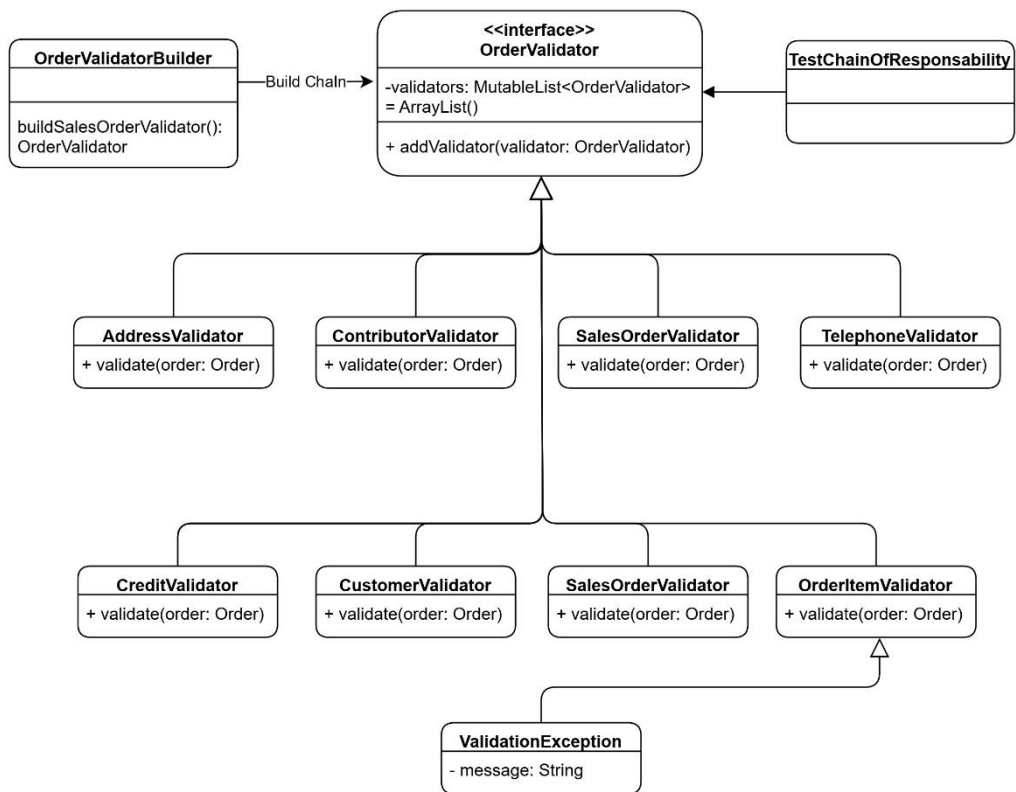 <<interface>>
OrderValidator
-validators: MutableList<OrderValidator>
= ArrayList()
+ addValidator(validator: OrderValidator)
OrderValidatorBuilder
buildSalesOrderValidator():
OrderValidator
Build ChaIn
TestChainOfResponsability
AddressValidator
+ validate(order: Order)
ContributorValidator
+ validate(order: Order)
SalesOrderValidator
+ validate(order: Order)
TelephoneValidator
+ validate(order: Order)
CreditValidator
+ validate(order: Order)
CustomerValidator
+ validate(order: Order)
SalesOrderValidator
+ validate(order: Order)
OrderItemValidator
+ validate(order: Order)
ValidationException
- message: String